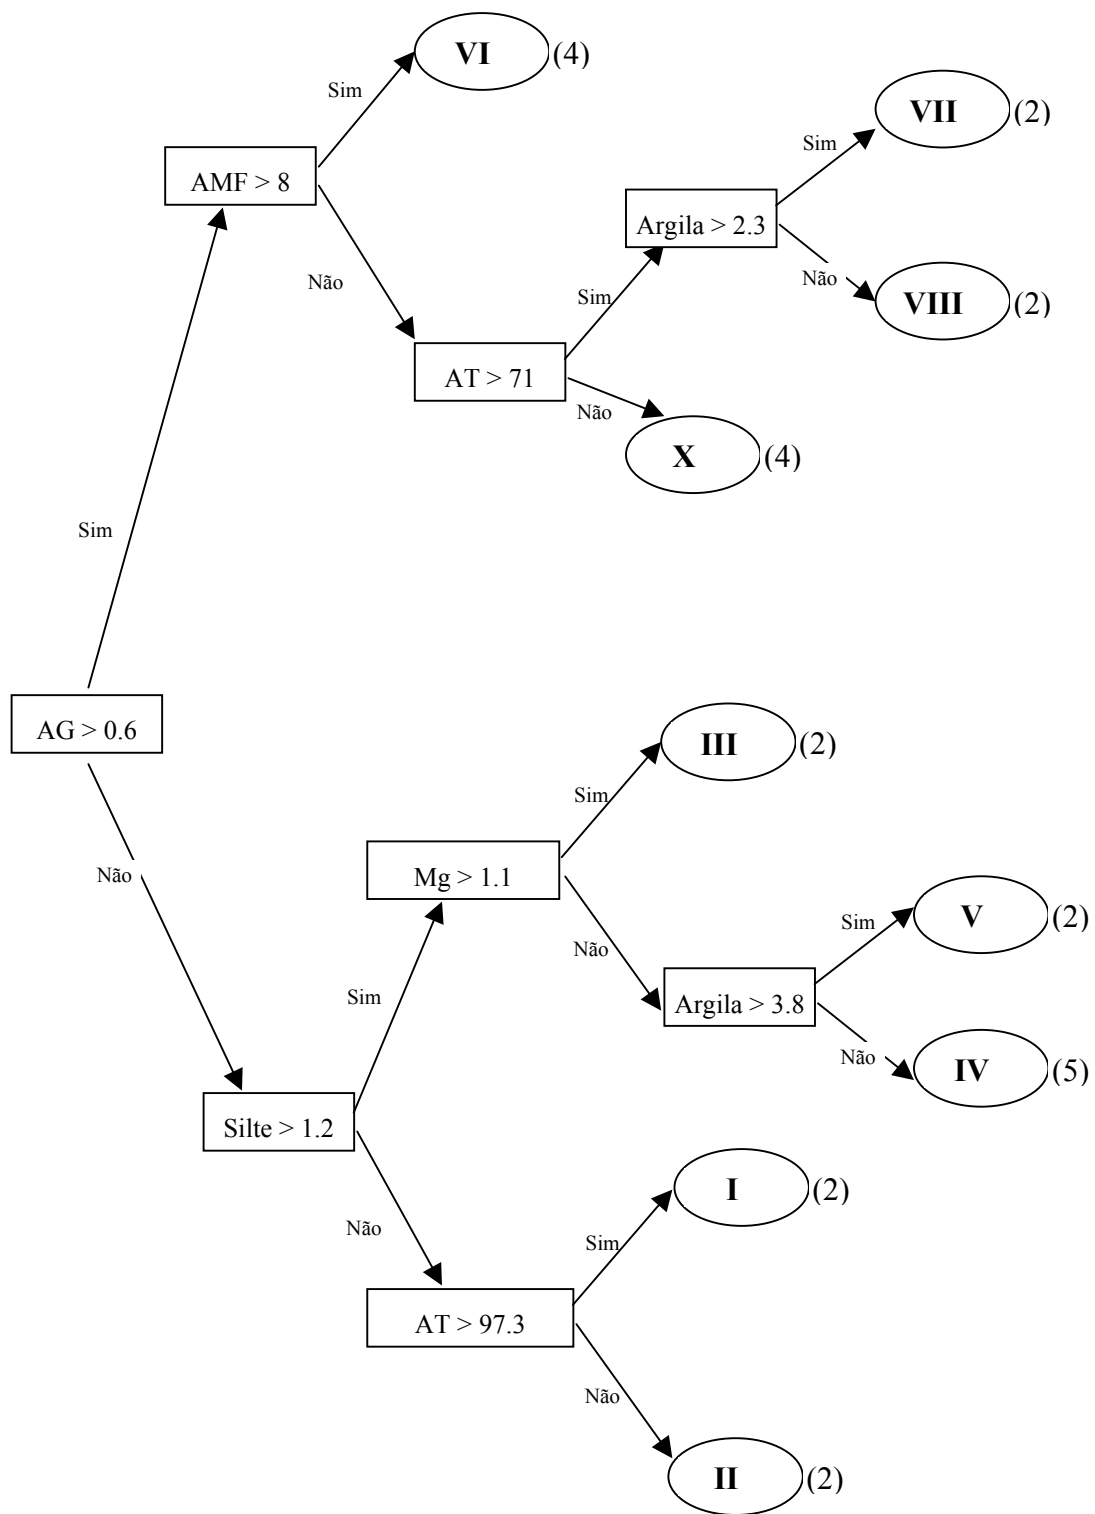 VI (4)
Sim
VII (2)
Sim
AMF > 8
Argila > 2.3
Não
Sim
Não
VIII (2)
AT > 71
Não
X (4)
Sim
AG > 0.6
III (2)
Sim
Mg > 1.1
Não
V (2)
Sim
Não
Sim
Argila > 3.8
Não
IV (5)
Silte > 1.2
I (2)
Não
Sim
AT > 97.3
Não
II (2)